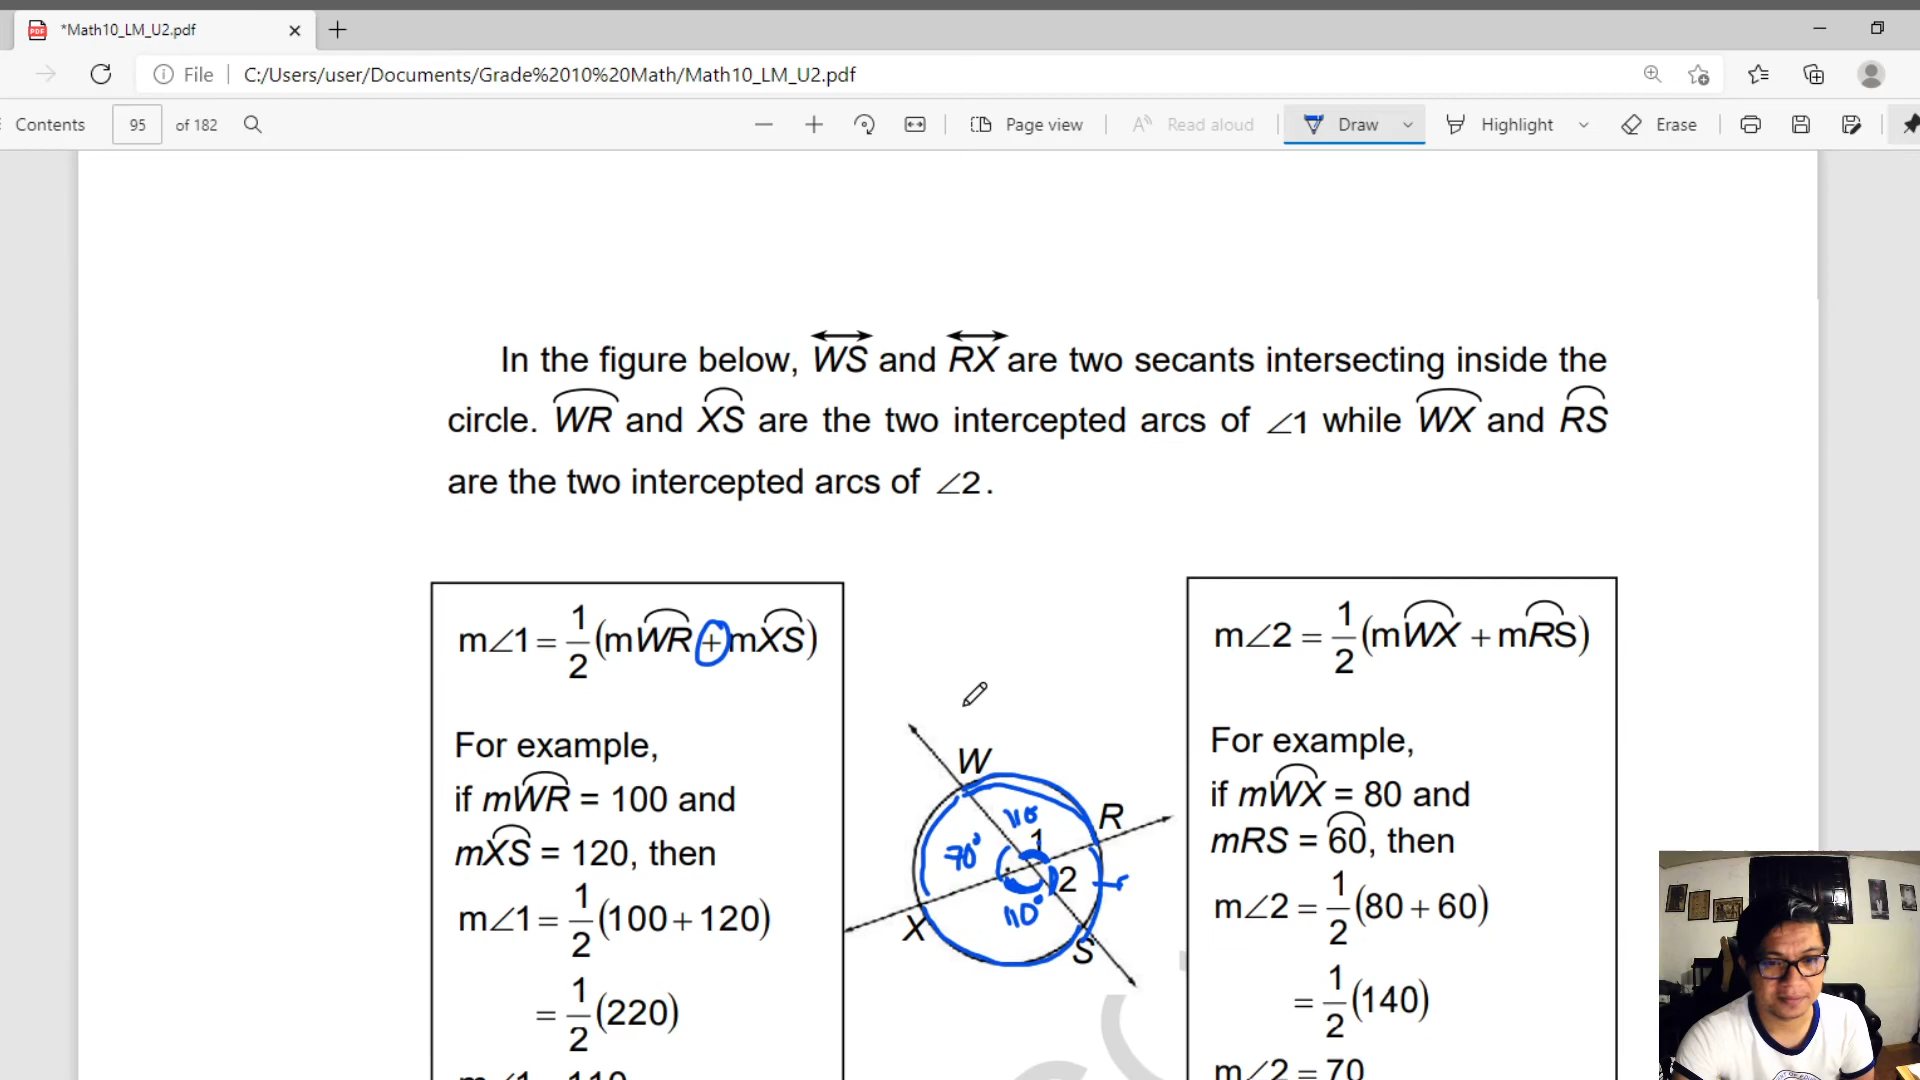 *Math10_LM_U2.pdf
File C:/Users/user/Documents/Grade%2010%20Math/Math10_LM_U2.pdf
Contents 95 of 182 Page view Read aloud Draw Highlight Erase
In the figure below, WS and RX are two secants intersecting inside the
circle. WR and XS are the two intercepted arcs of ∠1 while WX and RS
are the two intercepted arcs of ∠2.
m∠1 = 1/2 (mWR + mXS)
For example,
if mWR = 100 and
mXS = 120, then
m∠1 = 1/2 (100 + 120)
= 1/2 (220)
m∠1 = 110
W
R
110
1
70°
2
110°
X
S
m∠2 = 1/2 (mWX + mRS)
For example,
if mWX = 80 and
mRS = 60, then
m∠2 = 1/2 (80 + 60)
= 1/2 (140)
m∠2 = 70